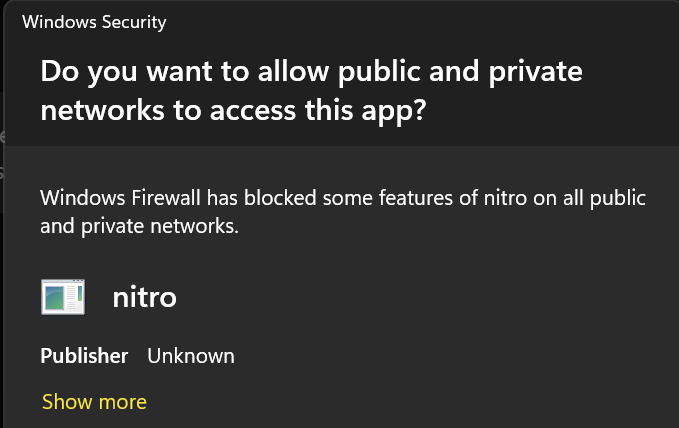 Windows Security
Do you want to allow public and private
networks to access this app?
Windows Firewall has blocked some features of nitro on all public
and private networks.
nitro
Publisher Unknown
Show more